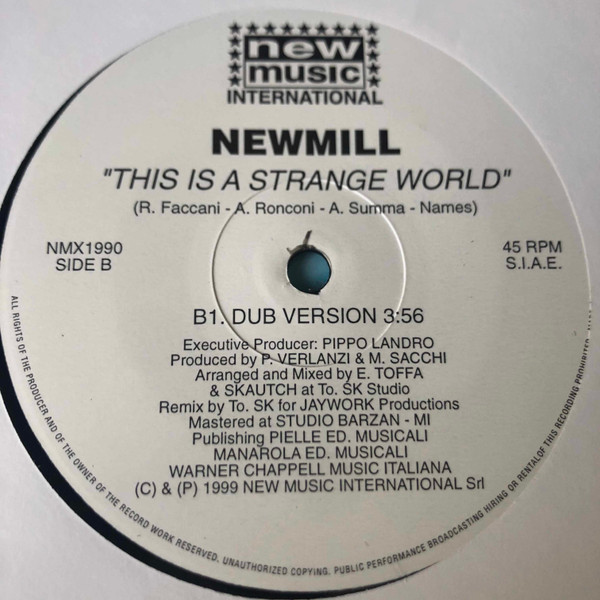 new
music
INTERNATIONAL
NEWMILL
"THIS IS A STRANGE WORLD"
(R. Faccani - A. Ronconi - A. Summa - Names)
NMX1990
SIDE B
45 RPM
S.I.A.E.
B1. DUB VERSION 3:56
Executive Producer: PIPPO LANDRO
Produced by P. VERLANZI & M. SACCHI
Arranged and Mixed by E. TOFFA
& SKAUTCH at To. SK Studio
Remix by To. SK for JAYWORK Productions
Mastered at STUDIO BARZAN - MI
Publishing PIELLE ED. MUSICALI
MANAROLA ED. MUSICALI
WARNER CHAPPELL MUSIC ITALIANA
(C) & (P) 1999 NEW MUSIC INTERNATIONAL Srl
ALL RIGHTS OF THE PRODUCER AND OF THE OWNER OF THE RECORD WORK RESERVED. UNAUTHORIZED COPYING. PUBLIC PERFORMANCE BROADCASTING HIRING OR RENTAL OF THIS RECORDING PROHIBITED